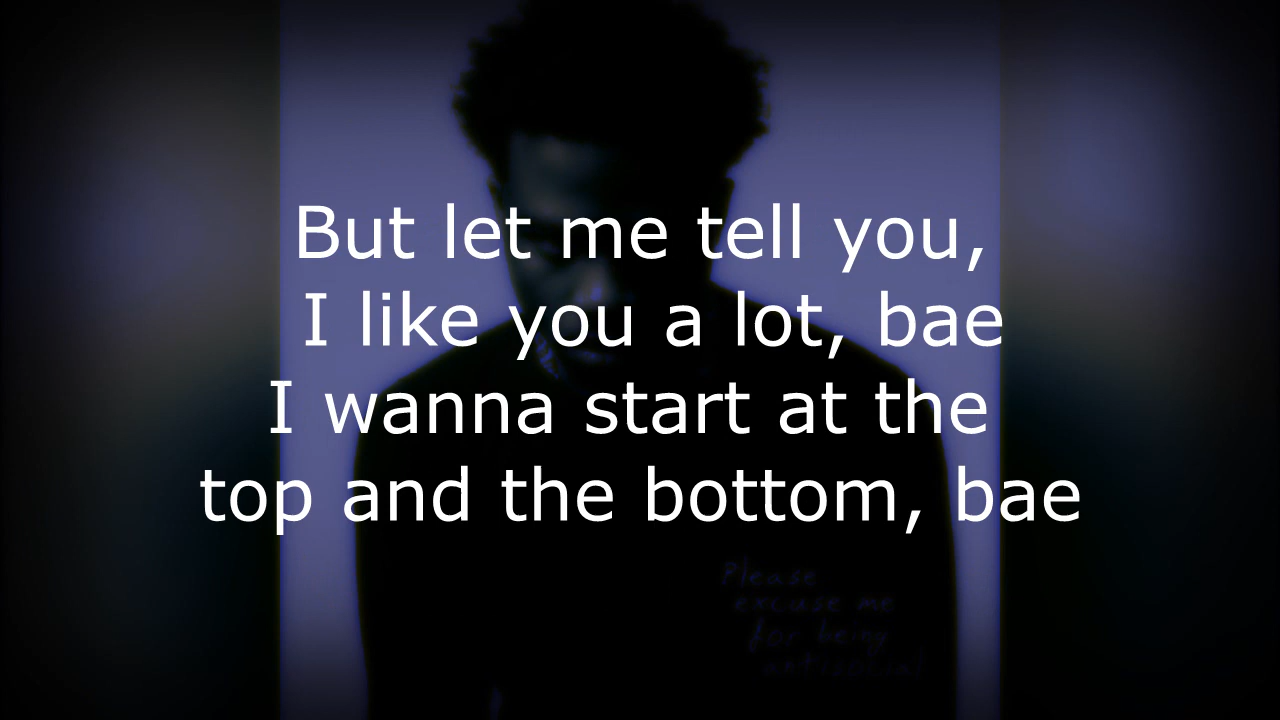 But let me tell you,
I like you a lot, bae
I wanna start at the
top and the bottom, bae
Please
excuse me
for being
antisocial